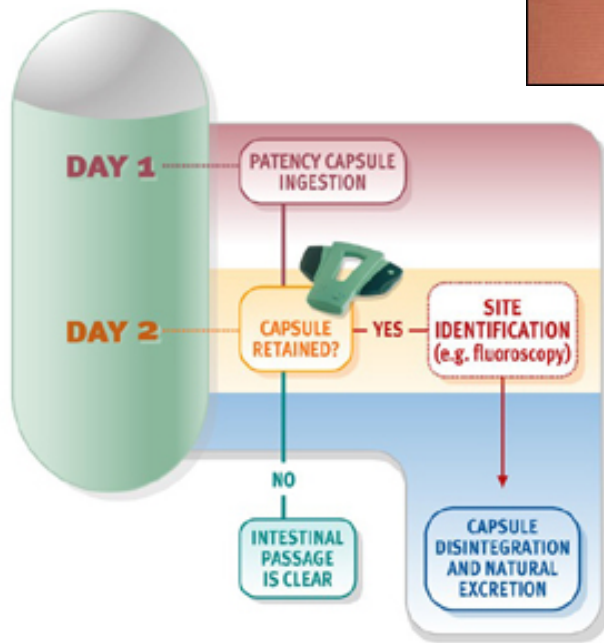 DAY 1
PATENCY CAPSULE
INGESTION
DAY 2
CAPSULE
RETAINED?
YES
SITE
IDENTIFICATION
(e.g. fluoroscopy)
NO
INTESTINAL
PASSAGE
IS CLEAR
CAPSULE
DISINTEGRATION
AND NATURAL
EXCRETION